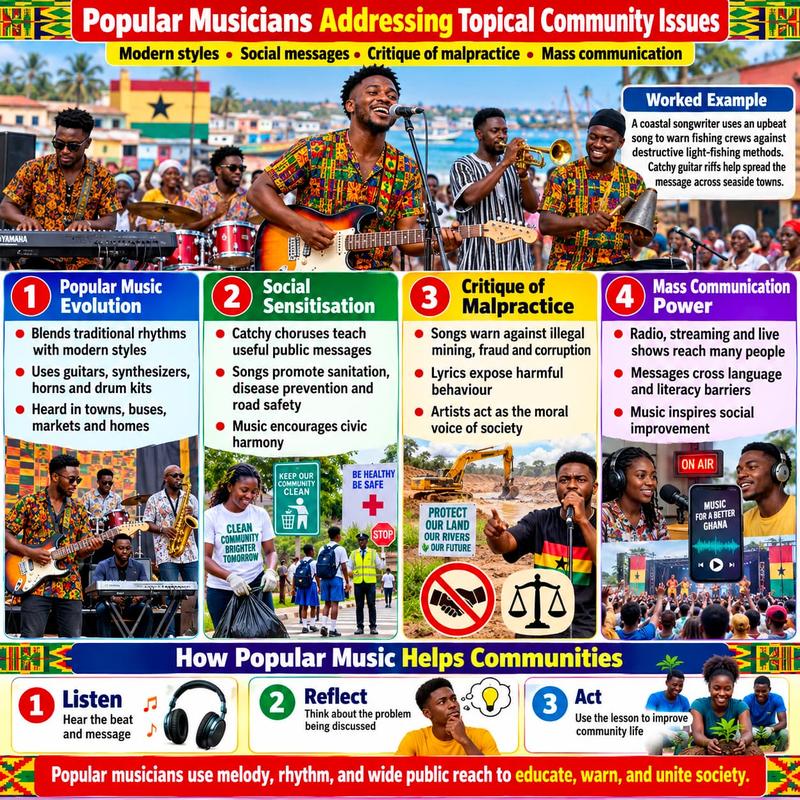 Popular Musicians Addressing Topical Community Issues
Modern styles • Social messages • Critique of malpractice • Mass communication
Worked Example
A coastal songwriter uses an upbeat
song to warn fishing crews against
destructive light-fishing methods.
Catchy guitar riffs help spread the
message across seaside towns.
YAMAHA
1 Popular Music
Evolution
• Blends traditional rhythms
with modern styles
• Uses guitars, synthesizers,
horns and drum kits
• Heard in towns, buses,
markets and homes
2 Social
Sensitisation
• Catchy choruses teach
useful public messages
• Songs promote sanitation,
disease prevention and
road safety
• Music encourages civic
harmony
KEEP OUR
COMMUNITY
CLEAN
BE HEALTHY
BE SAFE
STOP
CLEAN
COMMUNITY
BRIGHTER
TOMORROW
3 Critique of
Malpractice
• Songs warn against illegal
mining, fraud and corruption
• Lyrics expose harmful
behaviour
• Artists act as the moral
voice of society
PROTECT
OUR LAND
OUR RIVERS
OUR FUTURE
4 Mass Communication
Power
• Radio, streaming and live
shows reach many people
• Messages cross language
and literacy barriers
• Music inspires social
improvement
ON AIR
MUSIC
FOR A BETTER
GHANA
How Popular Music Helps Communities
1 Listen
Hear the beat
and message
2 Reflect
Think about the problem
being discussed
3 Act
Use the lesson to improve
community life
Popular musicians use melody, rhythm, and wide public reach to educate, warn, and unite society.